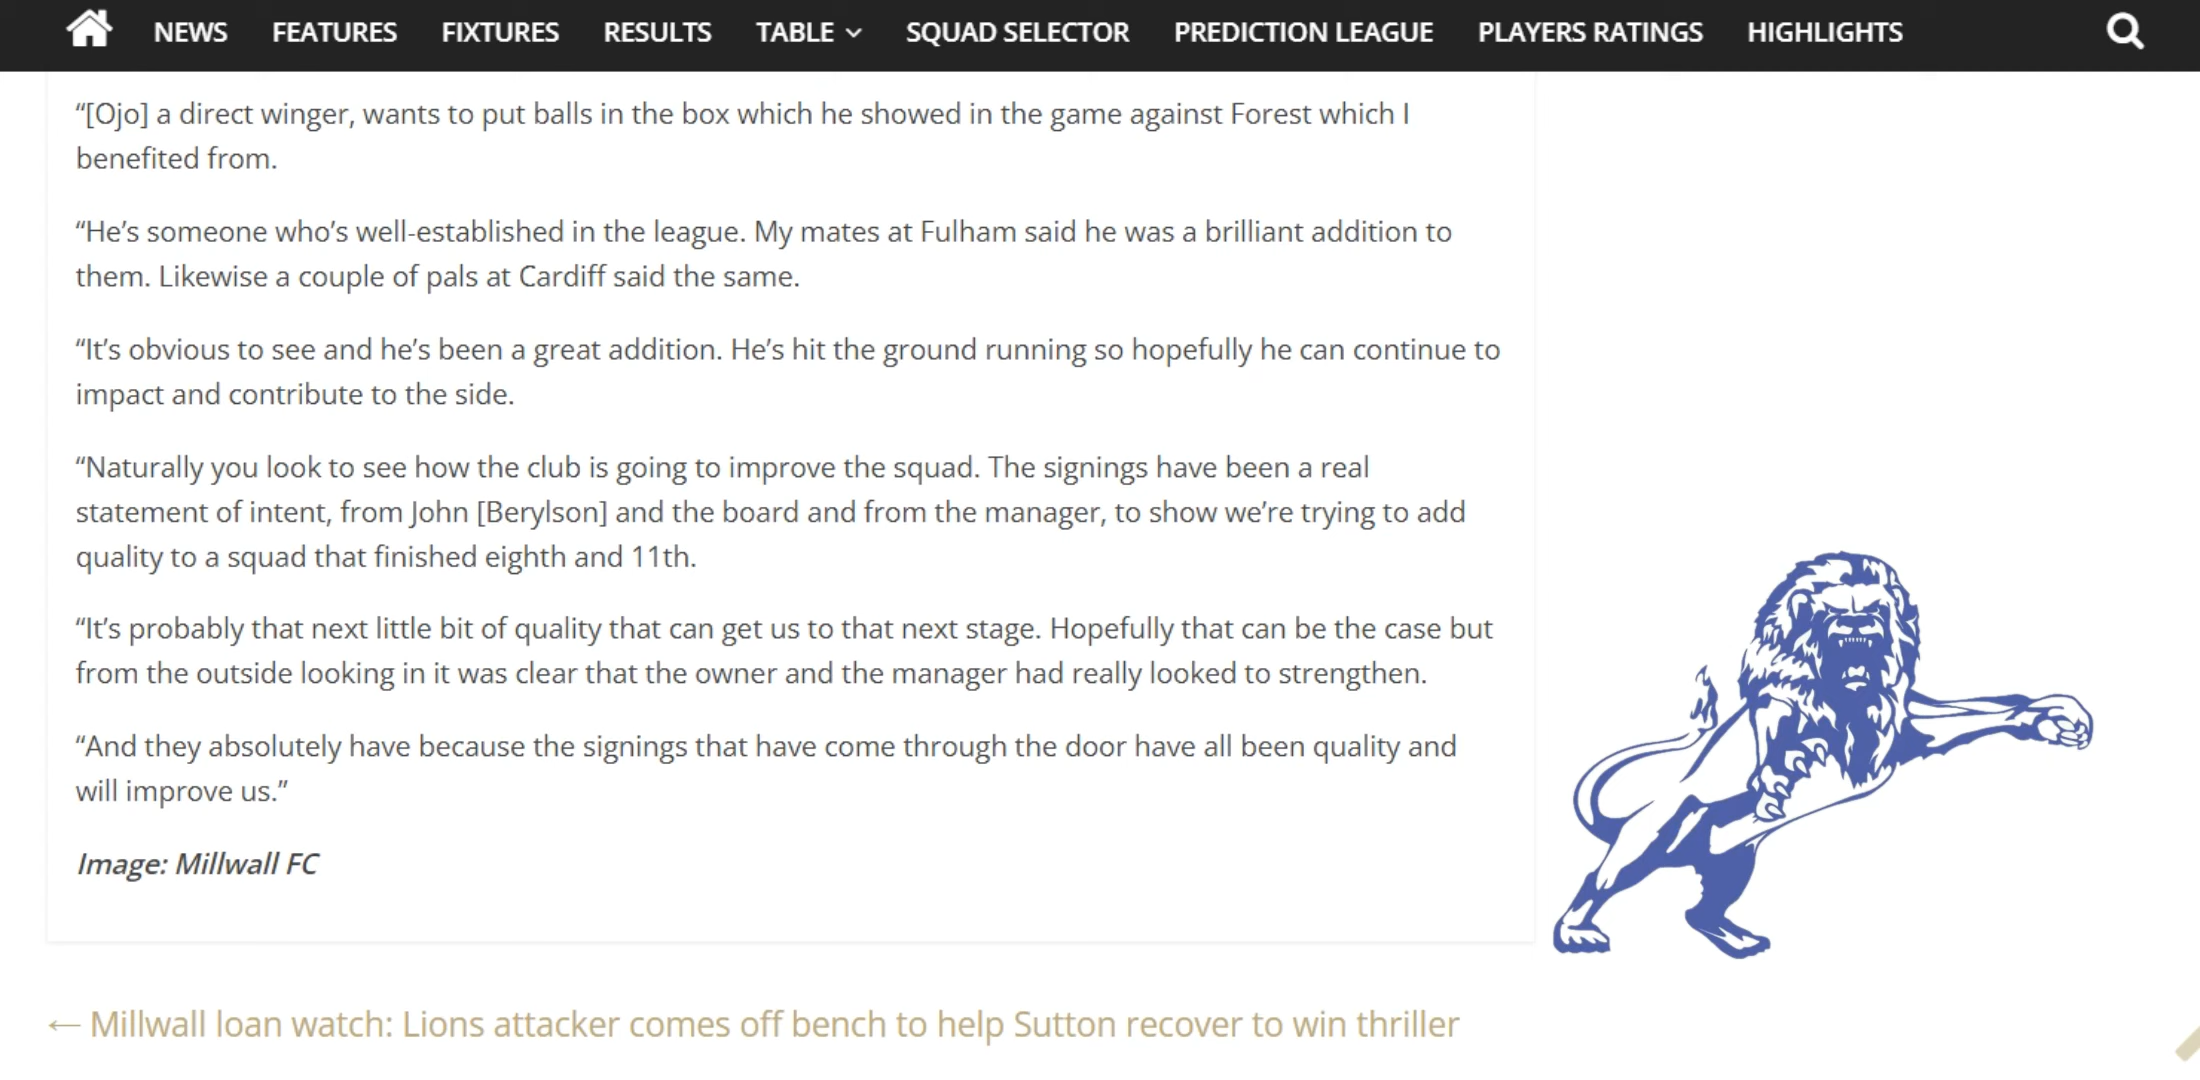 NEWS FEATURES FIXTURES RESULTS TABLE SQUAD SELECTOR PREDICTION LEAGUE PLAYERS RATINGS HIGHLIGHTS
“[Ojo] a direct winger, wants to put balls in the box which he showed in the game against Forest which I
benefited from.
“He’s someone who’s well-established in the league. My mates at Fulham said he was a brilliant addition to
them. Likewise a couple of pals at Cardiff said the same.
“It’s obvious to see and he’s been a great addition. He’s hit the ground running so hopefully he can continue to
impact and contribute to the side.
“Naturally you look to see how the club is going to improve the squad. The signings have been a real
statement of intent, from John [Berylson] and the board and from the manager, to show we’re trying to add
quality to a squad that finished eighth and 11th.
“It’s probably that next little bit of quality that can get us to that next stage. Hopefully that can be the case but
from the outside looking in it was clear that the owner and the manager had really looked to strengthen.
“And they absolutely have because the signings that have come through the door have all been quality and
will improve us.”
Image: Millwall FC
← Millwall loan watch: Lions attacker comes off bench to help Sutton recover to win thriller